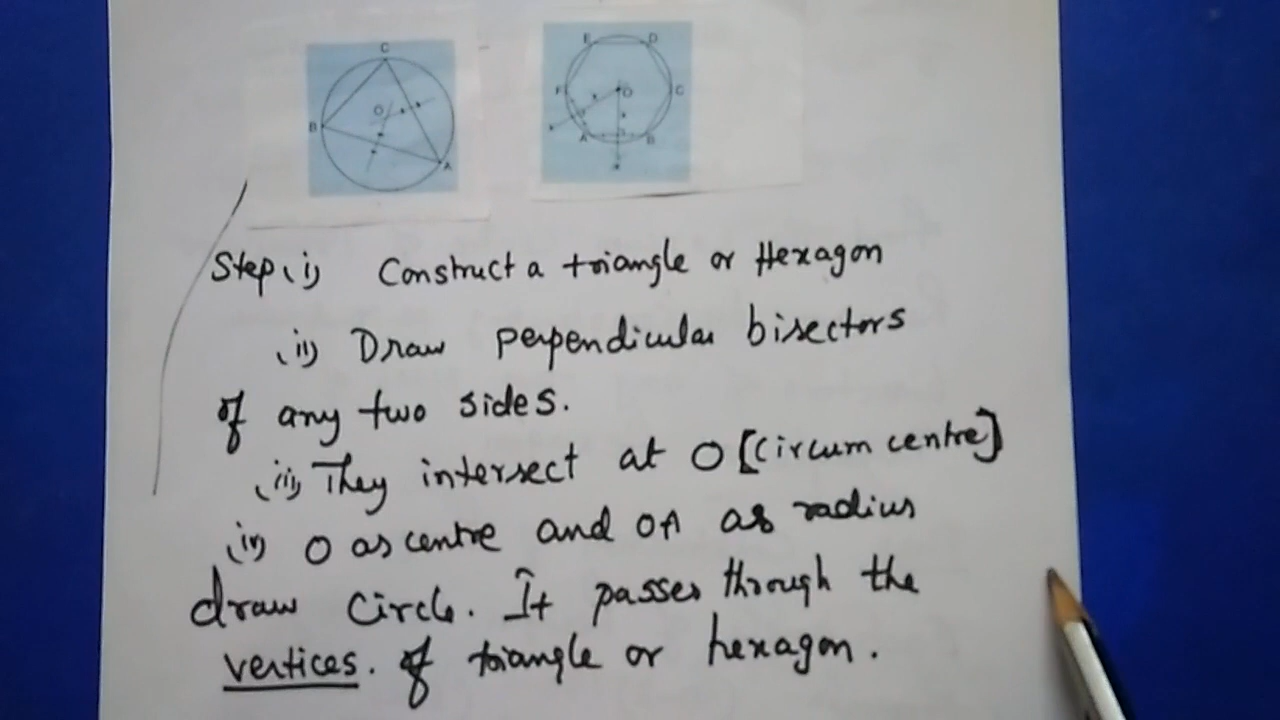 C
O
B
A
E
D
F
O
C
A
B
Step (i) Construct a triangle or Hexagon
(ii) Draw perpendicular bisectors
of any two sides.
(iii) They intersect at O [Circum centre]
(iv) O as centre and OA as radius
draw Circle. It passes through the
vertices. of triangle or hexagon.